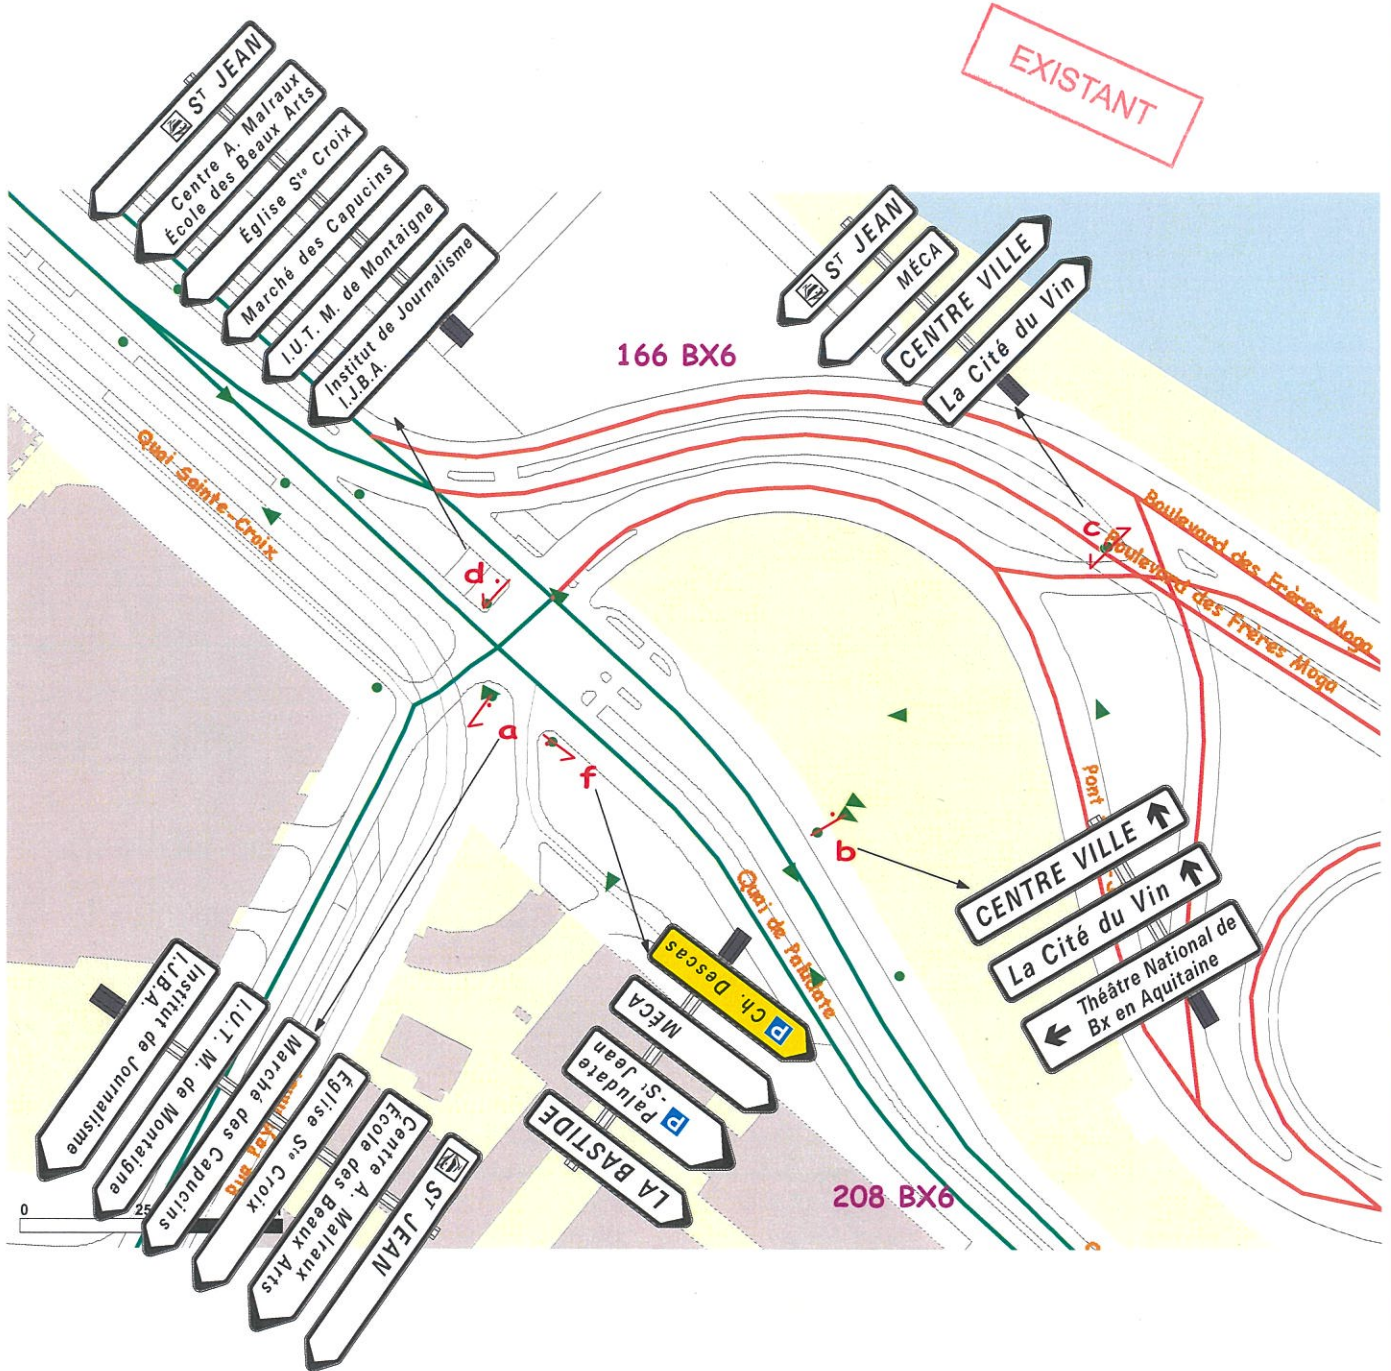 EXISTANT
Sᵀ JEAN
Centre A. Malraux
École des Beaux Arts
Église Sᵗᵉ Croix
Marché des Capucins
I.U.T. M. de Montaigne
Institut de Journalisme
I.J.B.A.
Sᵀ JEAN
MÉCA
CENTRE VILLE
La Cité du Vin
166 BX6
Quai Sainte-Croix
Boulevard des Frères Moga
c
Boulevard des Frères Moga
d
a
f
b
Pont
CENTRE VILLE
La Cité du Vin
Théâtre National de
Bx en Aquitaine
Quai de Paludate
P Ch. Descas
MÉCA
P Paludate
- Sᵗ Jean
LA BASTIDE
208 BX6
Institut de Journalisme
I.J.B.A.
I.U.T. M. de Montaigne
Marché des Capucins
Église Sᵗᵉ Croix
Centre A. Malraux
École des Beaux Arts
Sᵀ JEAN
0
25